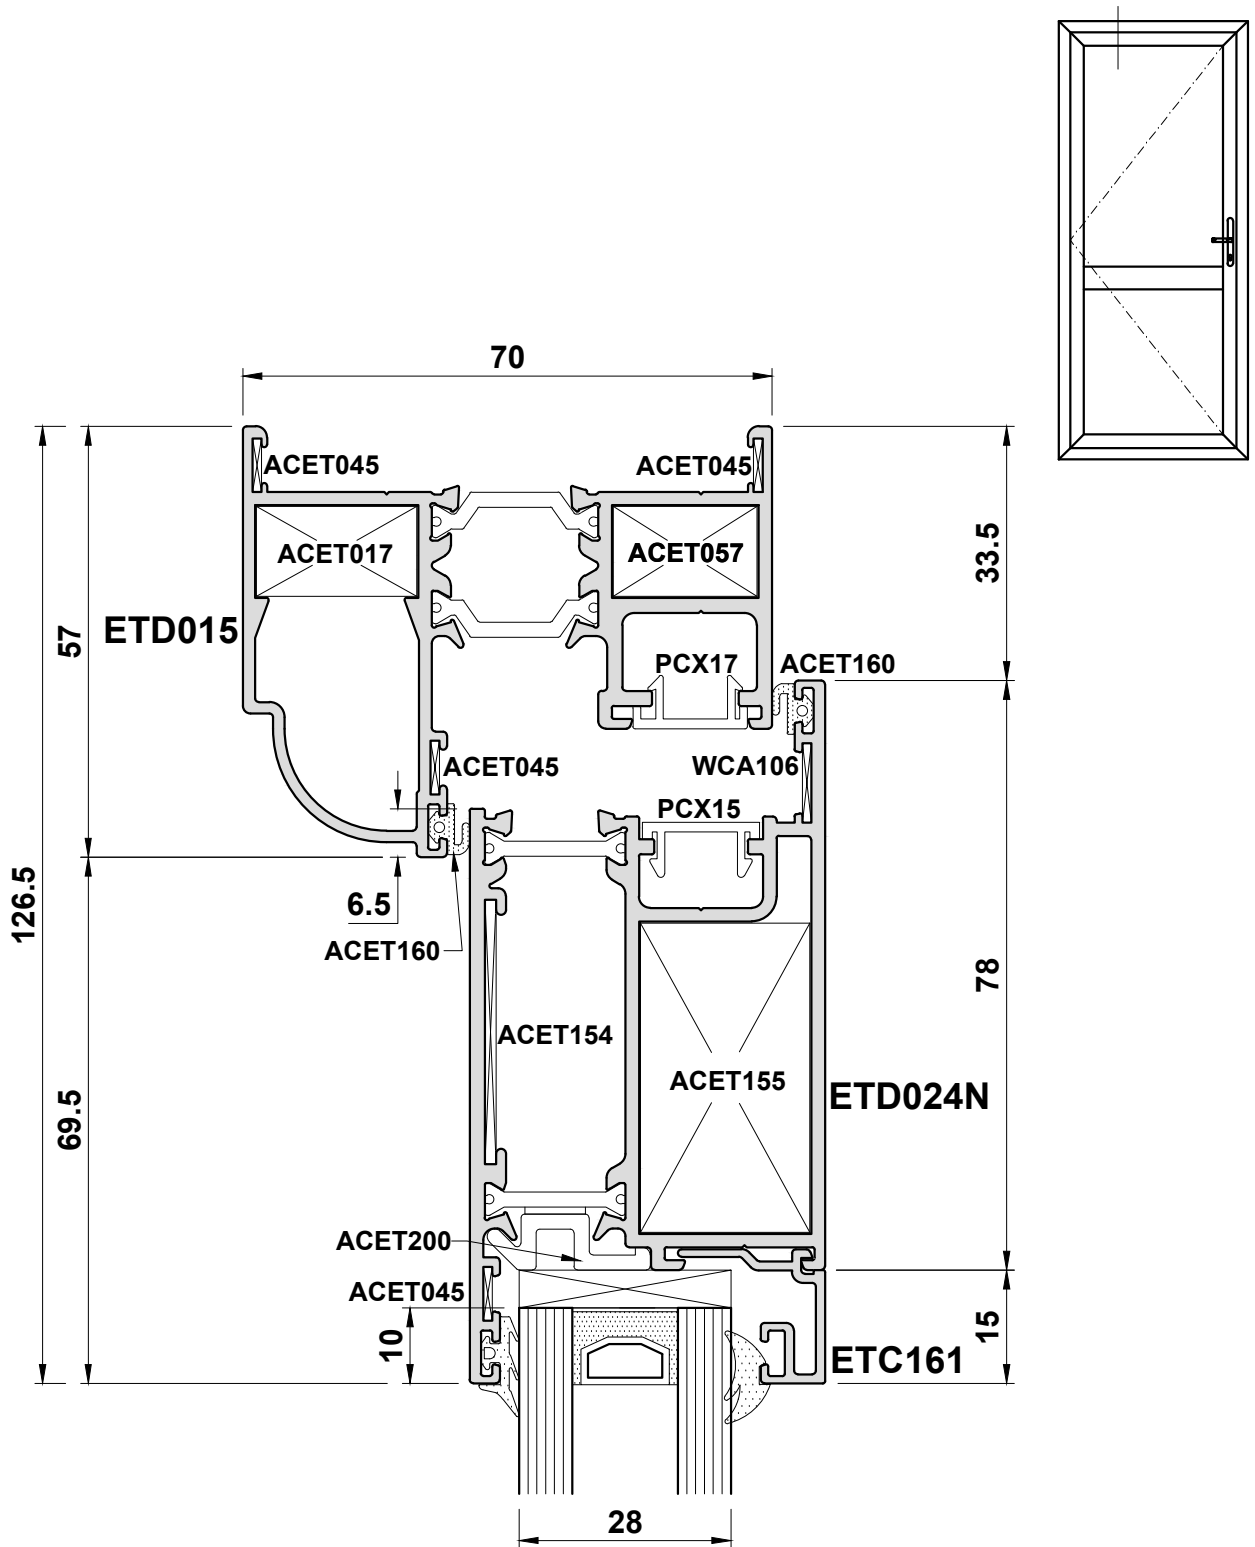 70
ACET045
ACET045
ACET017
ACET057
33.5
57
ETD015
PCX17
ACET160
ACET045
WCA106
PCX15
126.5
6.5
ACET160
78
ACET154
ACET155
ETD024N
69.5
ACET200
ACET045
10
15
ETC161
28